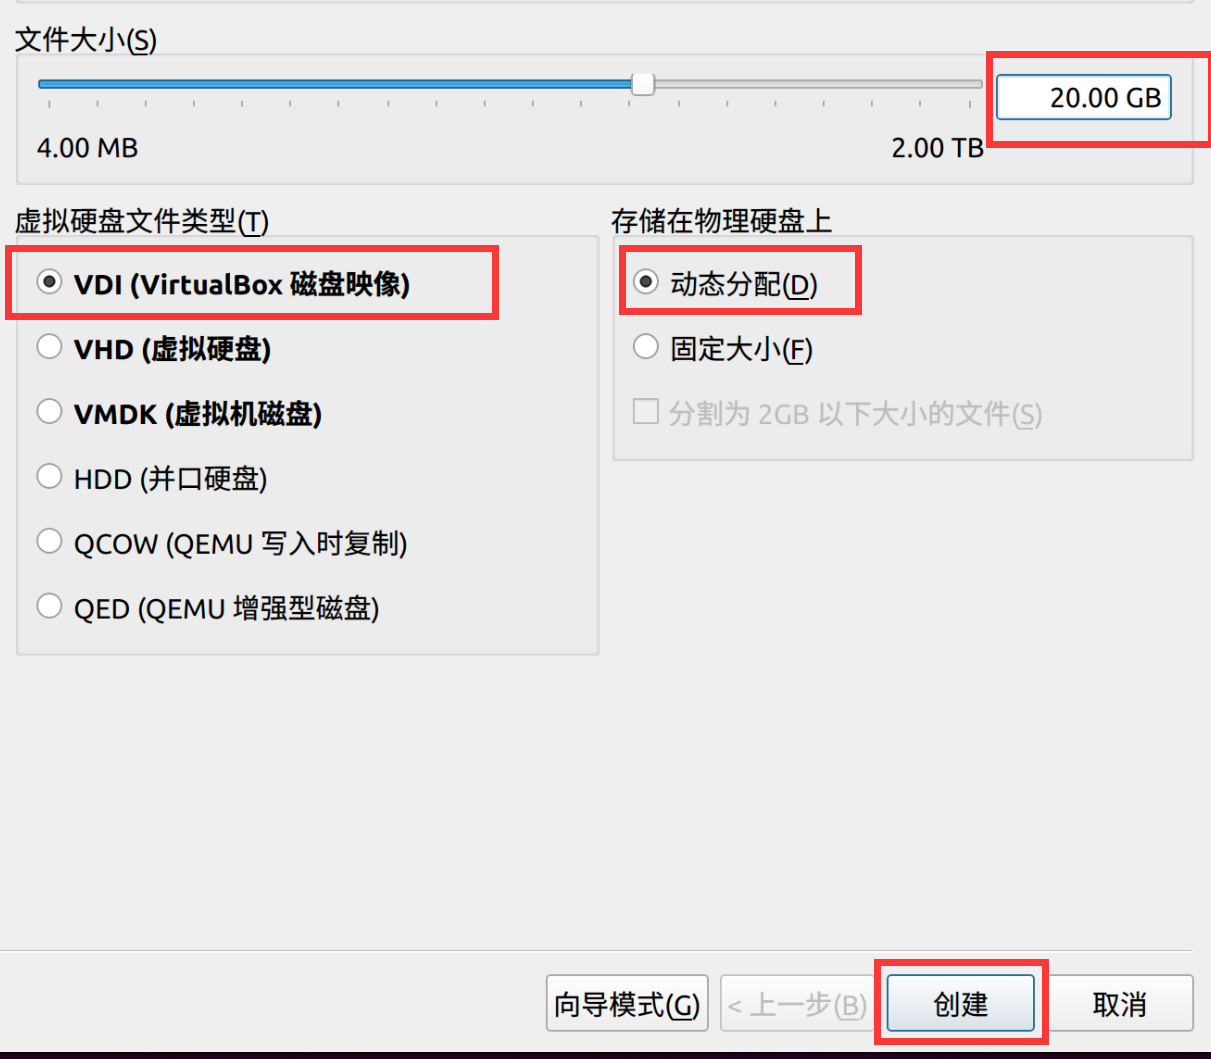 文件大小(S)
20.00 GB
4.00 MB
2.00 TB
虚拟硬盘文件类型(T)
存储在物理硬盘上
VDI (VirtualBox 磁盘映像)
动态分配(D)
VHD (虚拟硬盘)
固定大小(F)
VMDK (虚拟机磁盘)
分割为 2GB 以下大小的文件(S)
HDD (并口硬盘)
QCOW (QEMU 写入时复制)
QED (QEMU 增强型磁盘)
向导模式(G)
< 上一步(B)
创建
取消